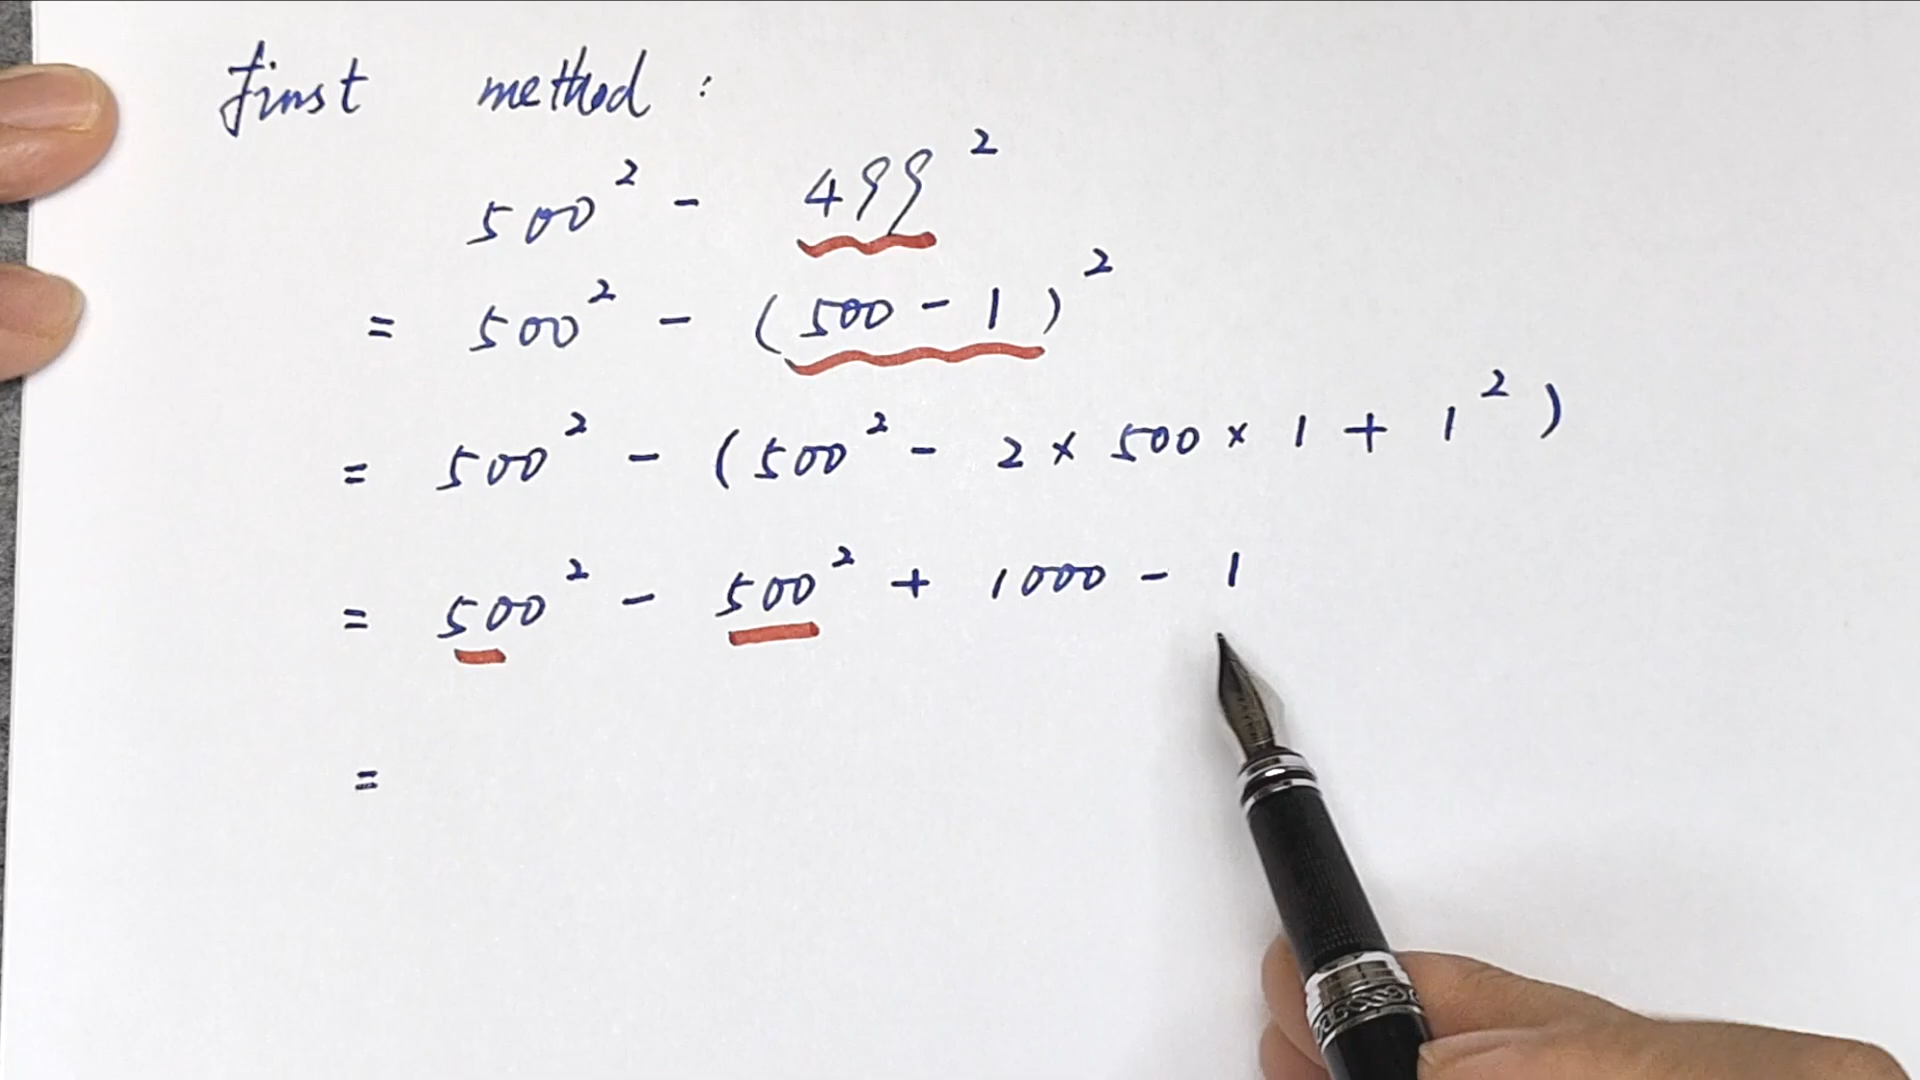 first method :
500² - 499²
= 500² - (500 - 1)²
= 500² - (500² - 2 × 500 × 1 + 1²)
= 500² - 500² + 1000 - 1
=